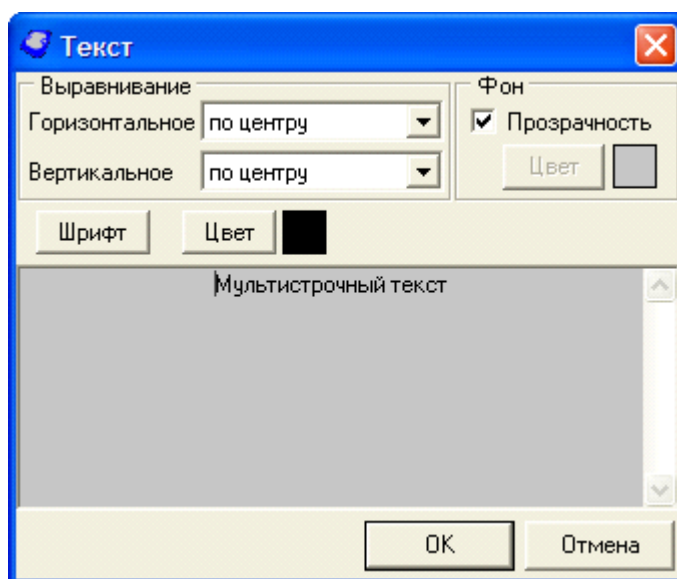 Текст
Выравнивание
Фон
Горизонтальное по центру
Прозрачность
Вертикальное по центру
Цвет
Шрифт Цвет
Мультистрочный текст
OK Отмена